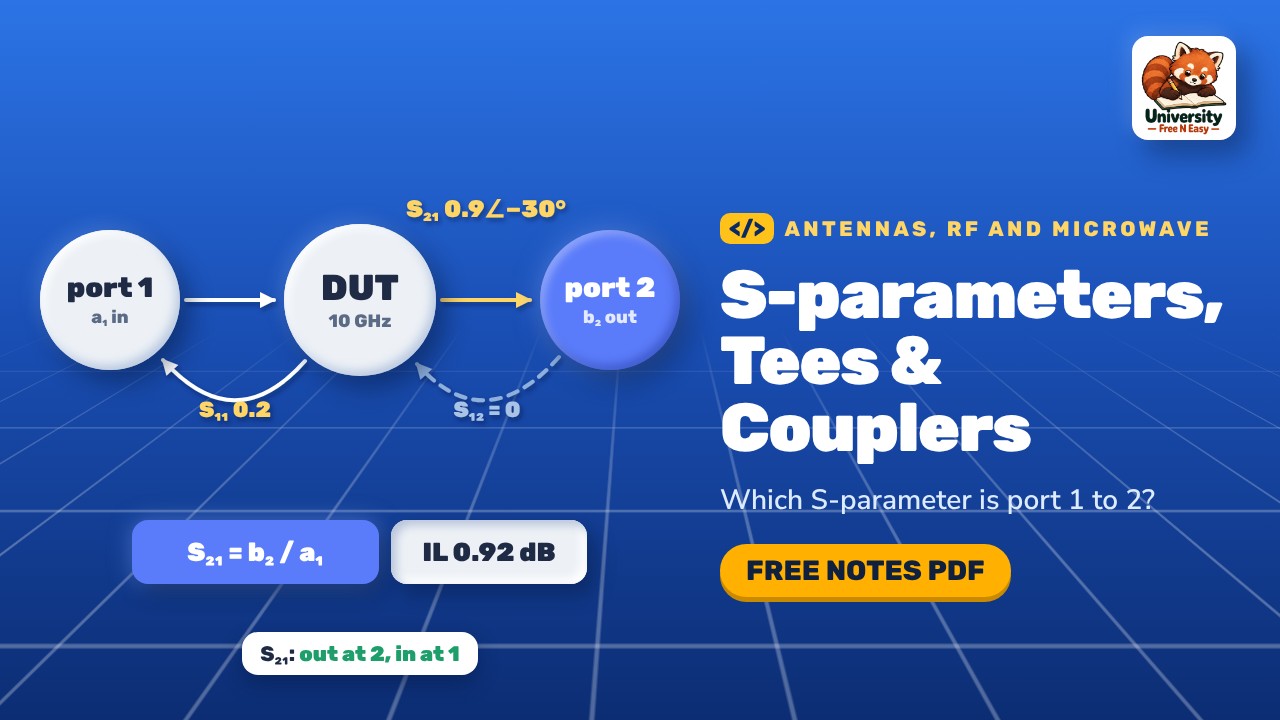 University
Free N Easy
S₂₁ 0.9∠−30°
port 1
a₁ in
DUT
10 GHz
port 2
b₂ out
S₁₁ 0.2
S₁₂ = 0
S₂₁ = b₂ / a₁
IL 0.92 dB
S₂₁: out at 2, in at 1
</> ANTENNAS, RF AND MICROWAVE
S-parameters,
Tees &
Couplers
Which S-parameter is port 1 to 2?
FREE NOTES PDF